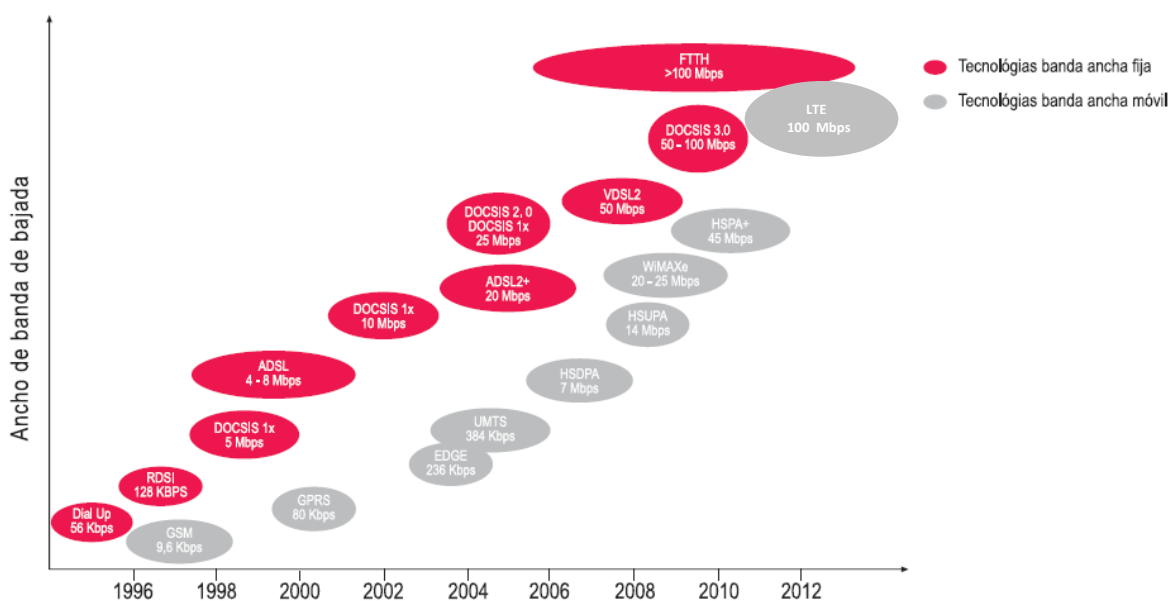 FTTH
>100 Mbps
Tecnológias banda ancha fija
Tecnológias banda ancha móvil
LTE
100 Mbps
DOCSIS 3.0
50 – 100 Mbps
VDSL2
50 Mbps
DOCSIS 2, 0
DOCSIS 1x
25 Mbps
HSPA+
45 Mbps
WiMAXe
20 – 25 Mbps
ADSL2+
20 Mbps
DOCSIS 1x
10 Mbps
HSUPA
14 Mbps
ADSL
4 - 8 Mbps
HSDPA
7 Mbps
DOCSIS 1x
5 Mbps
UMTS
384 Kbps
EDGE
236 Kbps
RDSI
128 KBPS
GPRS
80 Kbps
Dial Up
56 Kbps
GSM
9,6 Kbps
Ancho de banda de bajada
1996 1998 2000 2002 2004 2006 2008 2010 2012